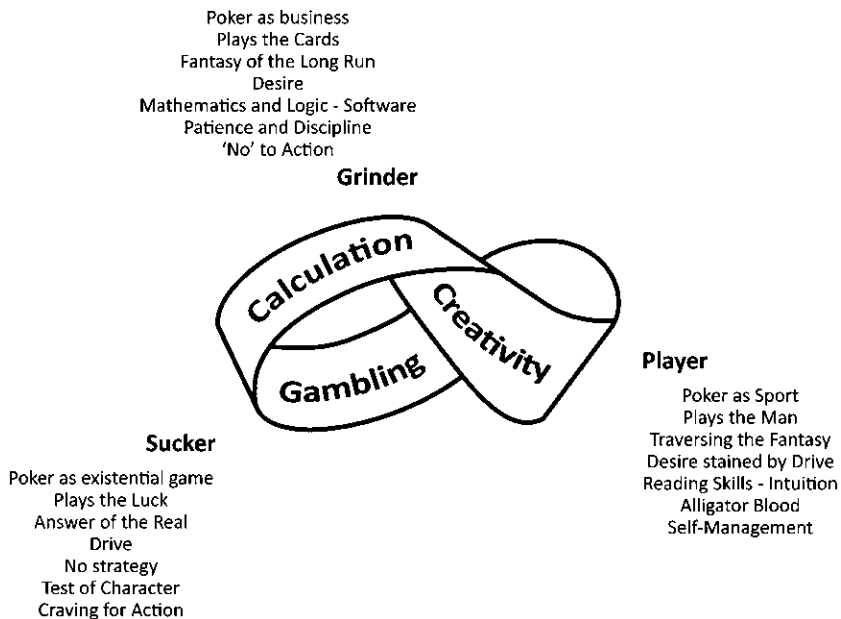 Poker as business
Plays the Cards
Fantasy of the Long Run
Desire
Mathematics and Logic - Software
Patience and Discipline
‘No’ to Action
Grinder
Calculation
Creativity
Gambling
Player
Poker as Sport
Plays the Man
Traversing the Fantasy
Desire stained by Drive
Reading Skills - Intuition
Alligator Blood
Self-Management
Sucker
Poker as existential game
Plays the Luck
Answer of the Real
Drive
No strategy
Test of Character
Craving for Action